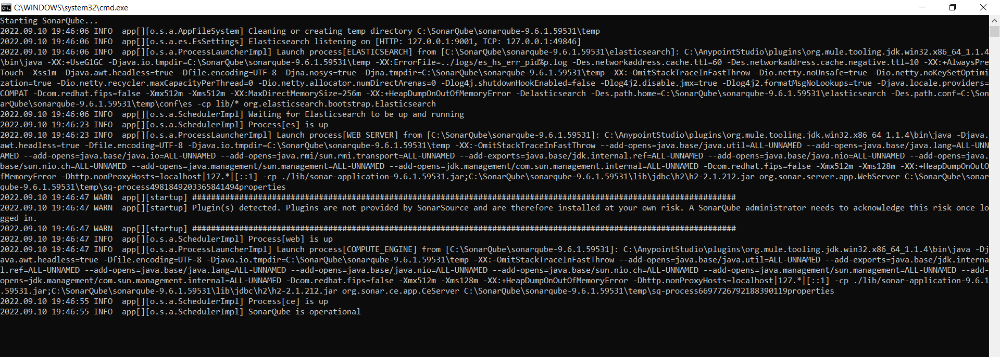 C:\WINDOWS\system32\cmd.exe
Starting SonarQube...
2022.09.10 19:46:06 INFO  app[][o.s.a.AppFileSystem] Cleaning or creating temp directory C:\SonarQube\sonarqube-9.6.1.59531\temp
2022.09.10 19:46:06 INFO  app[][o.s.a.es.EsSettings] Elasticsearch listening on [HTTP: 127.0.0.1:9001, TCP: 127.0.0.1:49846]
2022.09.10 19:46:06 INFO  app[][o.s.a.ProcessLauncherImpl] Launch process[ELASTICSEARCH] from [C:\SonarQube\sonarqube-9.6.1.59531\elasticsearch]: C:\AnypointStudio\plugins\org.mule.tooling.jdk.win32.x86_64_1.1.4
\bin\java -XX:+UseG1GC -Djava.io.tmpdir=C:\SonarQube\sonarqube-9.6.1.59531\temp -XX:ErrorFile=../logs/es_hs_err_pid%p.log -Des.networkaddress.cache.ttl=60 -Des.networkaddress.cache.negative.ttl=10 -XX:+AlwaysPre
Touch -Xss1m -Djava.awt.headless=true -Dfile.encoding=UTF-8 -Djna.nosys=true -Djna.tmpdir=C:\SonarQube\sonarqube-9.6.1.59531\temp -XX:-OmitStackTraceInFastThrow -Dio.netty.noUnsafe=true -Dio.netty.noKeySetOptimi
zation=true -Dio.netty.recycler.maxCapacityPerThread=0 -Dio.netty.allocator.numDirectArenas=0 -Dlog4j.shutdownHookEnabled=false -Dlog4j2.disable.jmx=true -Dlog4j2.formatMsgNoLookups=true -Djava.locale.providers=
COMPAT -Dcom.redhat.fips=false -Xmx512m -Xms512m -XX:MaxDirectMemorySize=256m -XX:+HeapDumpOnOutOfMemoryError -Delasticsearch -Des.path.home=C:\SonarQube\sonarqube-9.6.1.59531\elasticsearch -Des.path.conf=C:\Son
arQube\sonarqube-9.6.1.59531\temp\conf\es -cp lib/* org.elasticsearch.bootstrap.Elasticsearch
2022.09.10 19:46:06 INFO  app[][o.s.a.SchedulerImpl] Waiting for Elasticsearch to be up and running
2022.09.10 19:46:23 INFO  app[][o.s.a.SchedulerImpl] Process[es] is up
2022.09.10 19:46:23 INFO  app[][o.s.a.ProcessLauncherImpl] Launch process[WEB_SERVER] from [C:\SonarQube\sonarqube-9.6.1.59531]: C:\AnypointStudio\plugins\org.mule.tooling.jdk.win32.x86_64_1.1.4\bin\java -Djava.
awt.headless=true -Dfile.encoding=UTF-8 -Djava.io.tmpdir=C:\SonarQube\sonarqube-9.6.1.59531\temp -XX:-OmitStackTraceInFastThrow --add-opens=java.base/java.util=ALL-UNNAMED --add-opens=java.base/java.lang=ALL-UNN
AMED --add-opens=java.base/java.io=ALL-UNNAMED --add-opens=java.rmi/sun.rmi.transport=ALL-UNNAMED --add-exports=java.base/jdk.internal.ref=ALL-UNNAMED --add-opens=java.base/java.nio=ALL-UNNAMED --add-opens=java.
base/sun.nio.ch=ALL-UNNAMED --add-opens=java.management/sun.management=ALL-UNNAMED --add-opens=jdk.management/com.sun.management.internal=ALL-UNNAMED -Dcom.redhat.fips=false -Xmx512m -Xms128m -XX:+HeapDumpOnOutO
fMemoryError -Dhttp.nonProxyHosts=localhost|127.*|[::1] -cp ./lib/sonar-application-9.6.1.59531.jar;C:\SonarQube\sonarqube-9.6.1.59531\lib\jdbc\h2\h2-2.1.212.jar org.sonar.server.app.WebServer C:\SonarQube\sonar
qube-9.6.1.59531\temp\sq-process4981849203365841494properties
2022.09.10 19:46:47 WARN  app[][startup] ####################################################################################################################
2022.09.10 19:46:47 WARN  app[][startup] Plugin(s) detected. Plugins are not provided by SonarSource and are therefore installed at your own risk. A SonarQube administrator needs to acknowledge this risk once lo
gged in.
2022.09.10 19:46:47 WARN  app[][startup] ####################################################################################################################
2022.09.10 19:46:47 INFO  app[][o.s.a.SchedulerImpl] Process[web] is up
2022.09.10 19:46:47 INFO  app[][o.s.a.ProcessLauncherImpl] Launch process[COMPUTE_ENGINE] from [C:\SonarQube\sonarqube-9.6.1.59531]: C:\AnypointStudio\plugins\org.mule.tooling.jdk.win32.x86_64_1.1.4\bin\java -Dj
ava.awt.headless=true -Dfile.encoding=UTF-8 -Djava.io.tmpdir=C:\SonarQube\sonarqube-9.6.1.59531\temp -XX:-OmitStackTraceInFastThrow --add-opens=java.base/java.util=ALL-UNNAMED --add-exports=java.base/jdk.interna
l.ref=ALL-UNNAMED --add-opens=java.base/java.lang=ALL-UNNAMED --add-opens=java.base/java.nio=ALL-UNNAMED --add-opens=java.base/sun.nio.ch=ALL-UNNAMED --add-opens=java.management/sun.management=ALL-UNNAMED --add-
opens=jdk.management/com.sun.management.internal=ALL-UNNAMED -Dcom.redhat.fips=false -Xmx512m -Xms128m -XX:+HeapDumpOnOutOfMemoryError -Dhttp.nonProxyHosts=localhost|127.*|[::1] -cp ./lib/sonar-application-9.6.1
.59531.jar;C:\SonarQube\sonarqube-9.6.1.59531\lib\jdbc\h2\h2-2.1.212.jar org.sonar.ce.app.CeServer C:\SonarQube\sonarqube-9.6.1.59531\temp\sq-process6697726792188390119properties
2022.09.10 19:46:55 INFO  app[][o.s.a.SchedulerImpl] Process[ce] is up
2022.09.10 19:46:55 INFO  app[][o.s.a.SchedulerImpl] SonarQube is operational